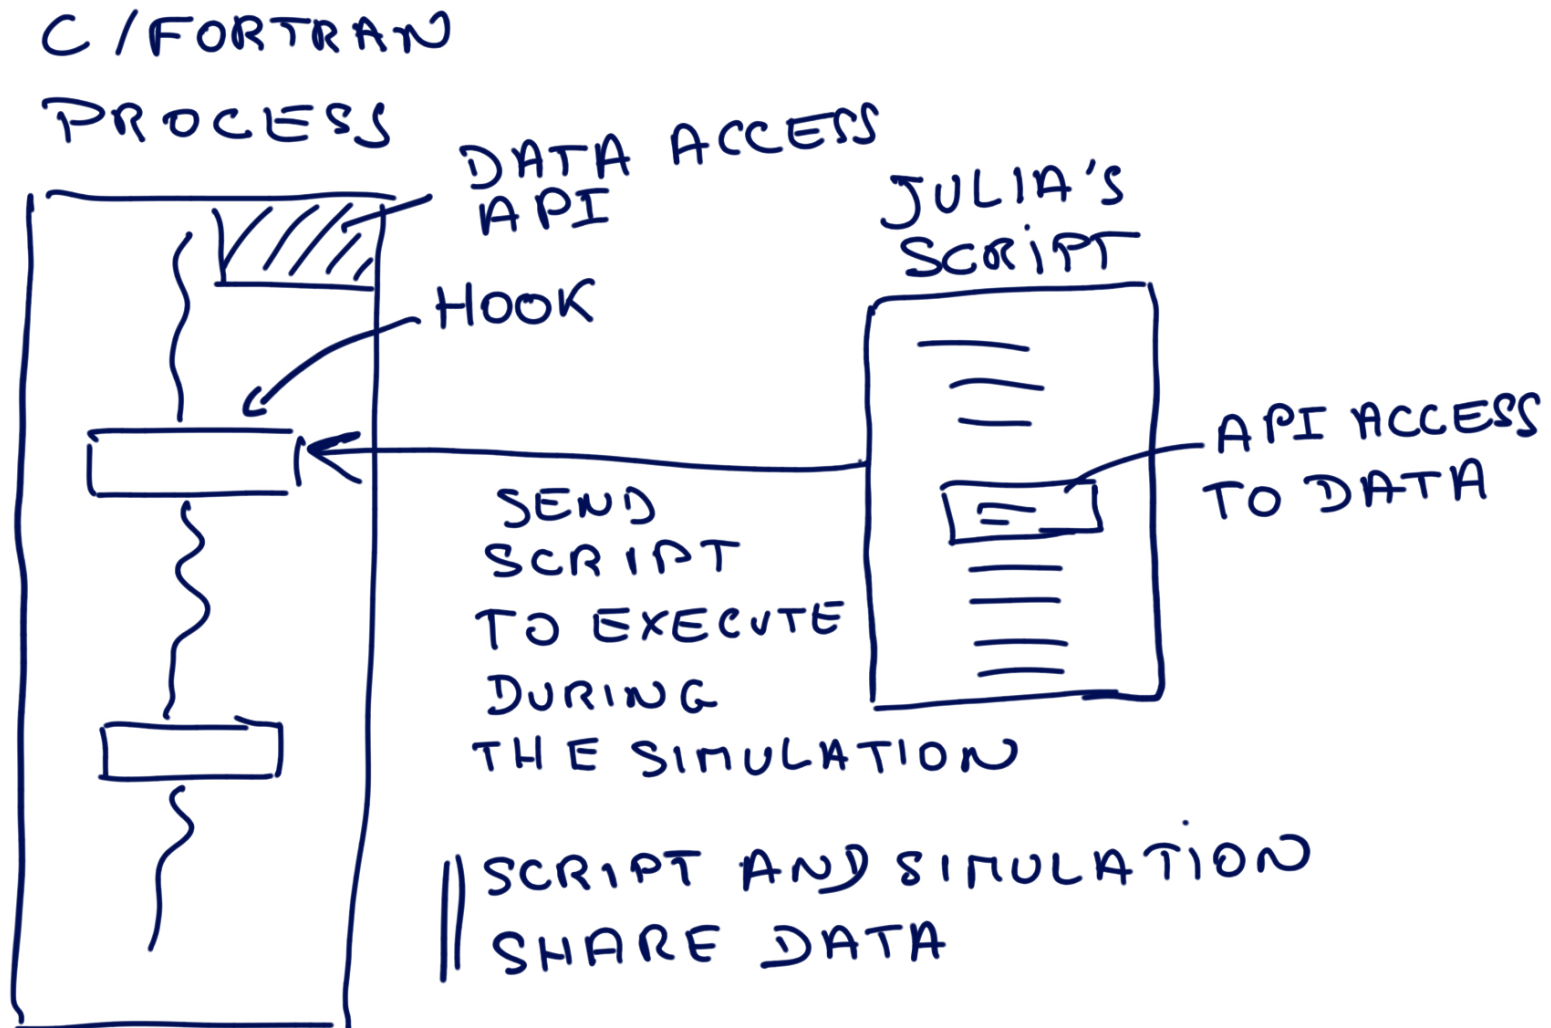 C/FORTRAN
PROCESS
DATA ACCESS
API
HOOK
JULIA'S
SCRIPT
API ACCESS
TO DATA
SEND
SCRIPT
TO EXECUTE
DURING
THE SIMULATION
SCRIPT AND SIMULATION
SHARE DATA